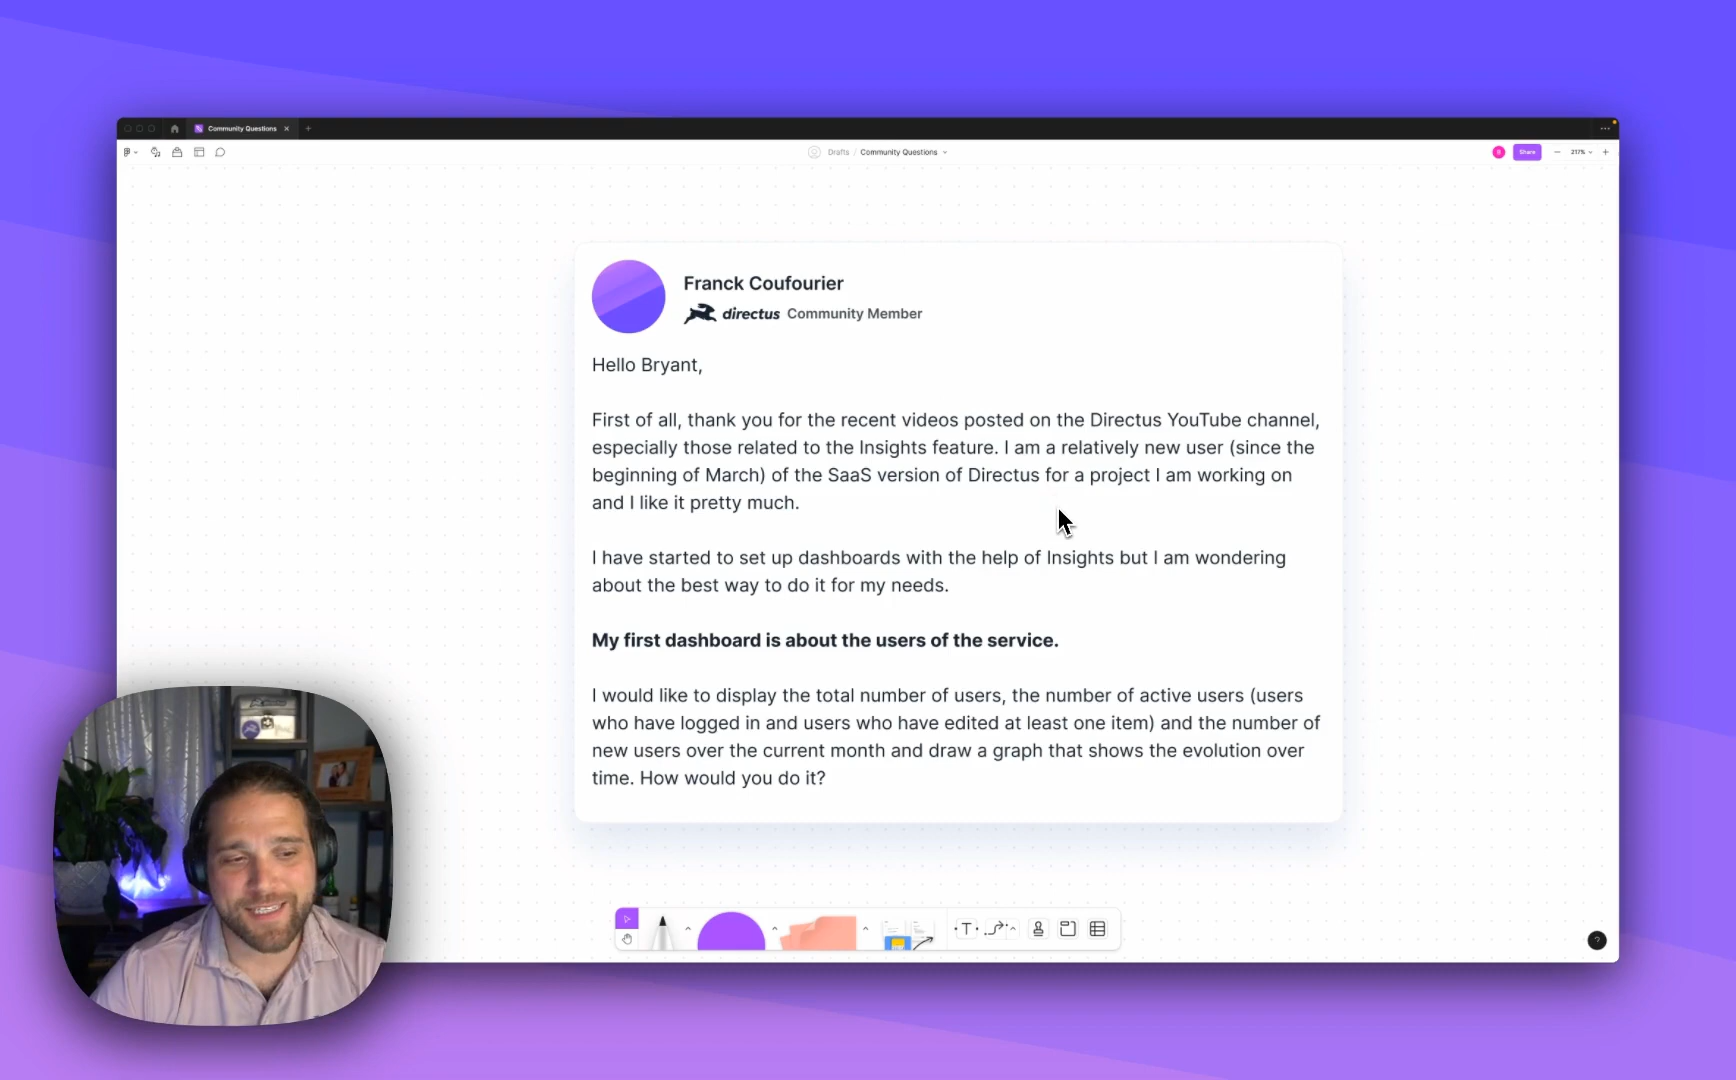 Community Questions
Drafts / Community Questions
Share
217%
Franck Coufourier
directus Community Member
Hello Bryant,
First of all, thank you for the recent videos posted on the Directus YouTube channel,
especially those related to the Insights feature. I am a relatively new user (since the
beginning of March) of the SaaS version of Directus for a project I am working on
and I like it pretty much.
I have started to set up dashboards with the help of Insights but I am wondering
about the best way to do it for my needs.
My first dashboard is about the users of the service.
I would like to display the total number of users, the number of active users (users
who have logged in and users who have edited at least one item) and the number of
new users over the current month and draw a graph that shows the evolution over
time. How would you do it?
T
?